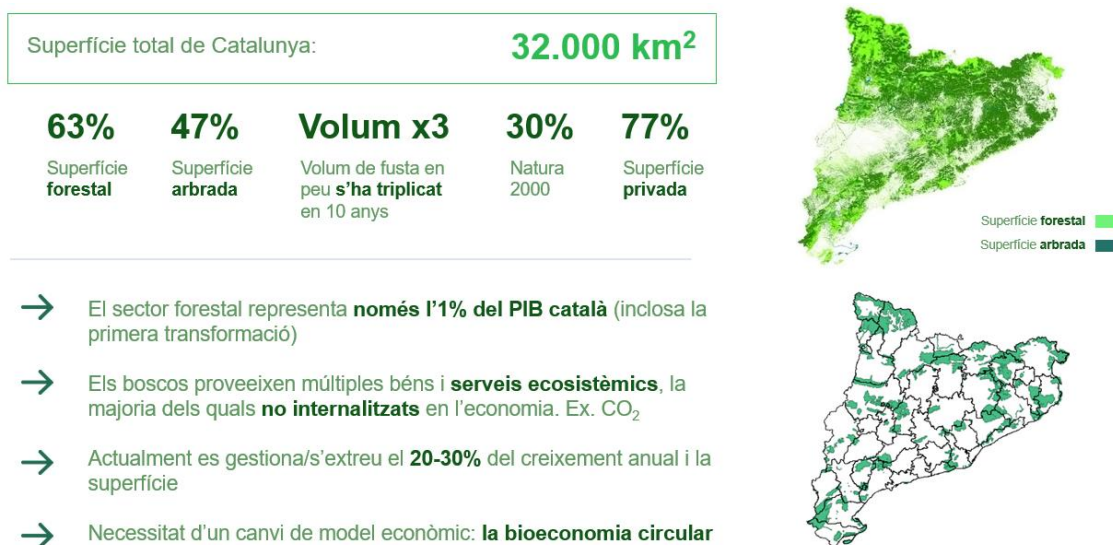 Superfície total de Catalunya:
32.000 km²
63%
Superfície
forestal
47%
Superfície
arbrada
Volum x3
Volum de fusta en
peu s’ha triplicat
en 10 anys
30%
Natura
2000
77%
Superfície
privada
Superfície forestal
Superfície arbrada
El sector forestal representa només l’1% del PIB català (inclosa la
primera transformació)
Els boscos proveeixen múltiples béns i serveis ecosistèmics, la
majoria dels quals no internalitzats en l’economia. Ex. CO₂
Actualment es gestiona/s’extreu el 20-30% del creixement anual i la
superfície
Necessitat d’un canvi de model econòmic: la bioeconomia circular